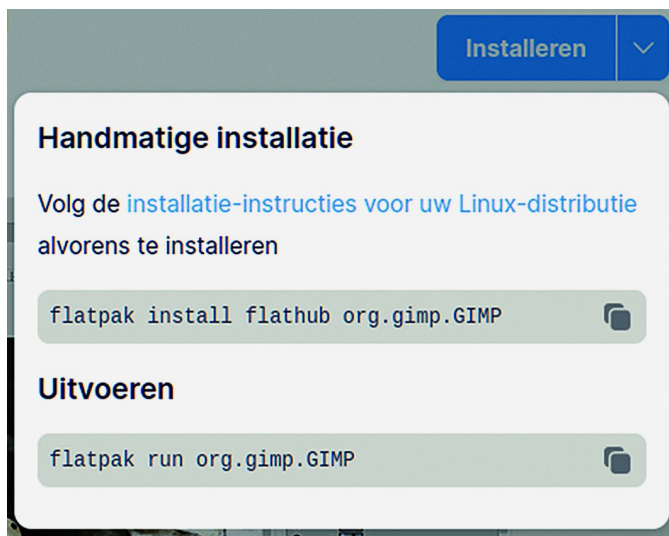 Installeren
Handmatige installatie
Volg de installatie-instructies voor uw Linux-distributie
alvorens te installeren
flatpak install flathub org.gimp.GIMP
Uitvoeren
flatpak run org.gimp.GIMP